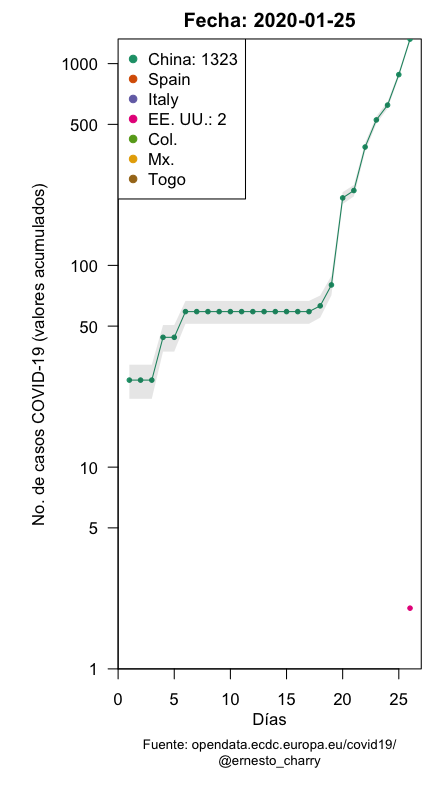 Fecha: 2020-01-25
China: 1323
Spain
Italy
EE. UU.: 2
Col.
Mx.
Togo
No. de casos COVID-19 (valores acumulados)
1000
500
100
50
10
5
1
0 5 10 15 20 25
Días
Fuente: opendata.ecdc.europa.eu/covid19/
@ernesto_charry